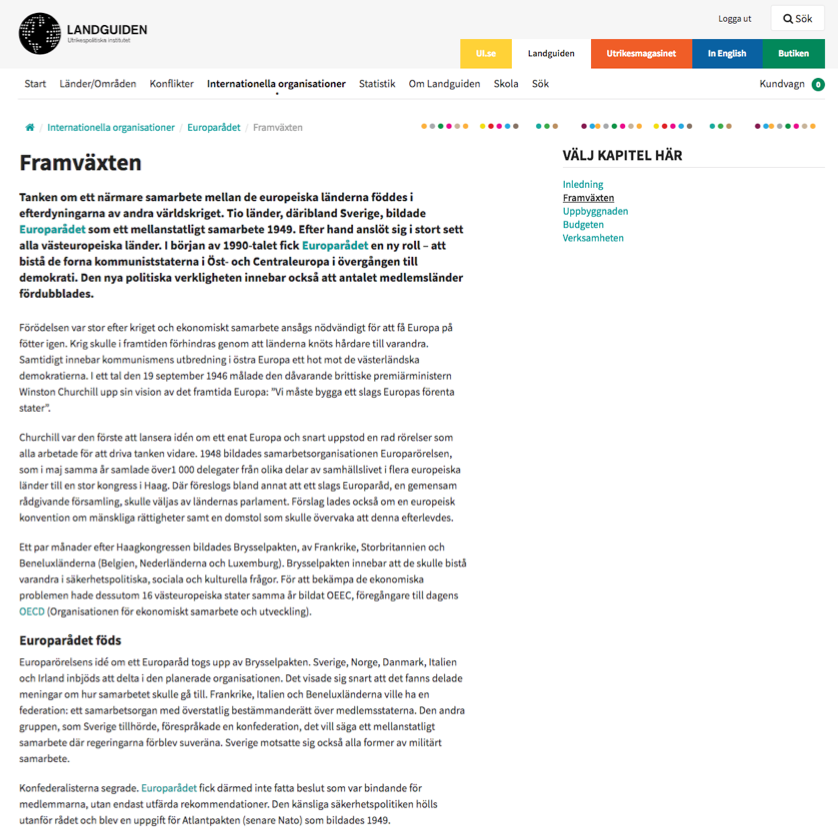 Logga ut
Sök
LANDGUIDEN
Utrikespolitiska institutet
UI.se
Landguiden
Utrikesmagasinet
In English
Butiken
Start Länder/Områden Konflikter Internationella organisationer Statistik Om Landguiden Skola Sök Kundvagn 0
Internationella organisationer / Europarådet / Framväxten
Framväxten
Tanken om ett närmare samarbete mellan de europeiska länderna föddes i
efterdyningarna av andra världskriget. Tio länder, däribland Sverige, bildade
Europarådet som ett mellanstatligt samarbete 1949. Efter hand anslöt sig i stort sett
alla västeuropeiska länder. I början av 1990-talet fick Europarådet en ny roll – att
bistå de forna kommuniststaterna i Öst- och Centraleuropa i övergången till
demokrati. Den nya politiska verkligheten innebar också att antalet medlemsländer
fördubblades.
Förödelsen var stor efter kriget och ekonomiskt samarbete ansågs nödvändigt för att få Europa på
fötter igen. Krig skulle i framtiden förhindras genom att länderna knöts hårdare till varandra.
Samtidigt innebar kommunismens utbredning i östra Europa ett hot mot de västerländska
demokratierna. I ett tal den 19 september 1946 målade den dåvarande brittiske premiärministern
Winston Churchill upp sin vision av det framtida Europa: ”Vi måste bygga ett slags Europas förenta
stater”.
Churchill var den förste att lansera idén om ett enat Europa och snart uppstod en rad rörelser som
alla arbetade för att driva tanken vidare. 1948 bildades samarbetsorganisationen Europarörelsen,
som i maj samma år samlade över1 000 delegater från olika delar av samhällslivet i flera europeiska
länder till en stor kongress i Haag. Där föreslogs bland annat att ett slags Europaråd, en gemensam
rådgivande församling, skulle väljas av ländernas parlament. Förslag lades också om en europeisk
konvention om mänskliga rättigheter samt en domstol som skulle övervaka att denna efterlevdes.
Ett par månader efter Haagkongressen bildades Brysselpakten, av Frankrike, Storbritannien och
Beneluxländerna (Belgien, Nederländerna och Luxemburg). Brysselpakten innebar att de skulle bistå
varandra i säkerhetspolitiska, sociala och kulturella frågor. För att bekämpa de ekonomiska
problemen hade dessutom 16 västeuropeiska stater samma år bildat OEEC, föregångare till dagens
OECD (Organisationen för ekonomiskt samarbete och utveckling).
Europarådet föds
Europarörelsens idé om ett Europaråd togs upp av Brysselpakten. Sverige, Norge, Danmark, Italien
och Irland inbjöds att delta i den planerade organisationen. Det visade sig snart att det fanns delade
meningar om hur samarbetet skulle gå till. Frankrike, Italien och Beneluxländerna ville ha en
federation: ett samarbetsorgan med överstatlig bestämmanderätt över medlemsstaterna. Den andra
gruppen, som Sverige tillhörde, förespråkade en konfederation, det vill säga ett mellanstatligt
samarbete där regeringarna förblev suveräna. Sverige motsatte sig också alla former av militärt
samarbete.
Konfederalisterna segrade. Europarådet fick därmed inte fatta beslut som var bindande för
medlemmarna, utan endast utfärda rekommendationer. Den känsliga säkerhetspolitiken hölls
utanför rådet och blev en uppgift för Atlantpakten (senare Nato) som bildades 1949.
VÄLJ KAPITEL HÄR
Inledning
Framväxten
Uppbyggnaden
Budgeten
Verksamheten